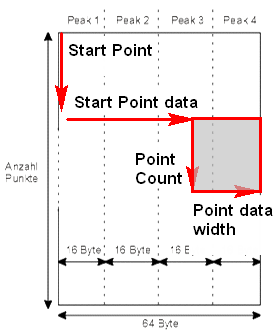 Peak 1 Peak 2 Peak 3 Peak 4
Start Point
Start Point data
Point
Count
Anzahl
Punkte
Point data
width
16 Byte 16 Byte 16 E
64 Byte